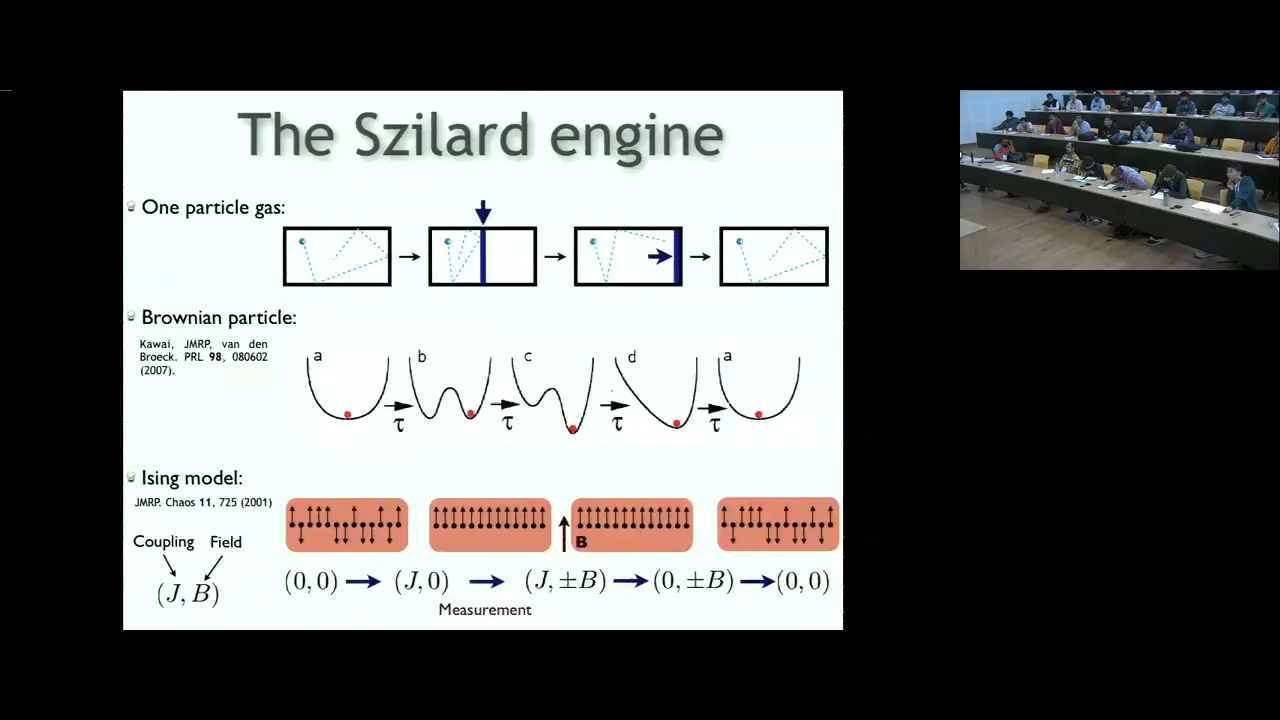 The Szilard engine
One particle gas:
Brownian particle:
Kawai, JMRP, van den
Broeck. PRL 98, 080602
(2007).
a b c d a
τ τ τ τ
Ising model:
JMRP. Chaos 11, 725 (2001)
B
Coupling Field
(J, B)
(0, 0) (J, 0) (J, ±B) (0, ±B) (0, 0)
Measurement